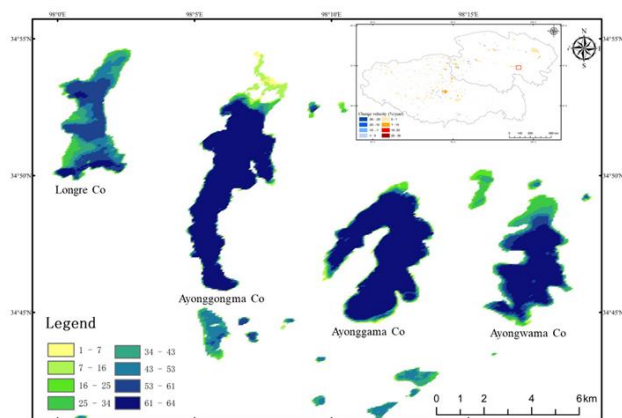 98°0'E 98°5'E 98°10'E 98°15'E
34°55'N
34°55'N
N
S
34°50'N
34°50'N
Longre Co
Ayonggongma Co
Ayonggama Co
Ayongwama Co
34°45'N
34°45'N
Legend
1 - 7
7 - 16
16 - 25
25 - 34
34 - 43
43 - 53
53 - 61
61 - 64
0 1 2 4 6 km